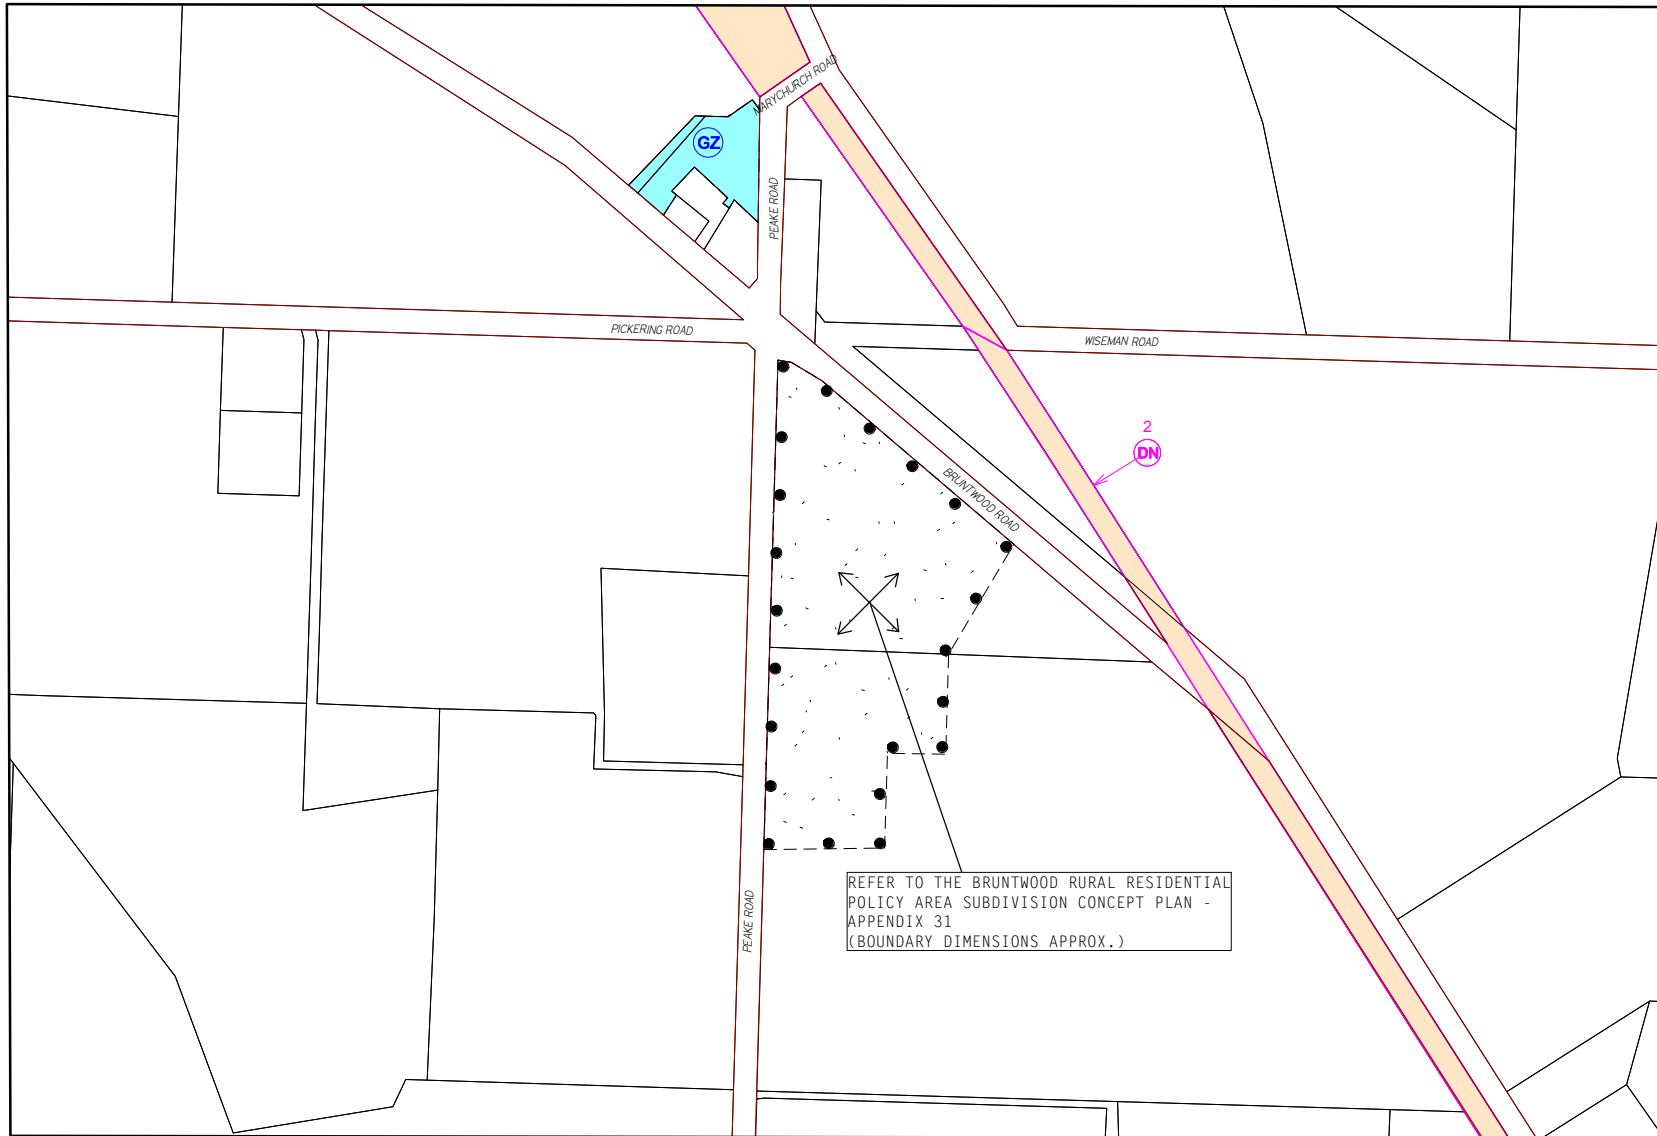 MARYCHURCH ROAD
GZ
PEAKE ROAD
PICKERING ROAD
WISEMAN ROAD
2
DN
BRUNTWOOD ROAD
REFER TO THE BRUNTWOOD RURAL RESIDENTIAL
POLICY AREA SUBDIVISION CONCEPT PLAN -
APPENDIX 31
(BOUNDARY DIMENSIONS APPROX.)
PEAKE ROAD